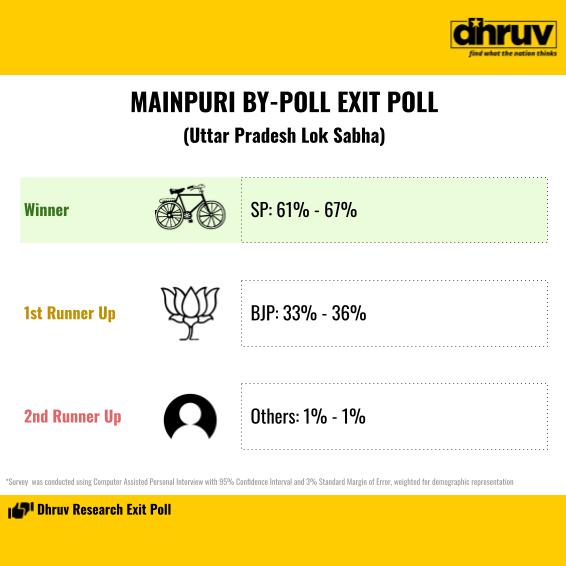 dhruv
find what the nation thinks
MAINPURI BY-POLL EXIT POLL
(Uttar Pradesh Lok Sabha)
Winner
SP: 61% - 67%
1st Runner Up
BJP: 33% - 36%
2nd Runner Up
Others: 1% - 1%
*Survey was conducted using Computer Assisted Personal Interview with 95% Confidence Interval and 3% Standard Margin of Error, weighted for demographic representation
Dhruv Research Exit Poll